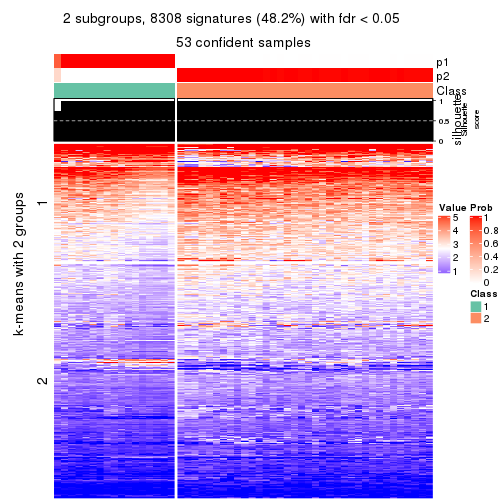 2 subgroups, 8308 signatures (48.2%) with fdr < 0.05
53 confident samples
p1
p2
Class
1
0.5
0
silhouette
Silhouette
score
k-means with 2 groups
1
2
Value
5
4
3
2
1
Prob
1
0.8
0.6
0.4
0.2
0
Class
1
2